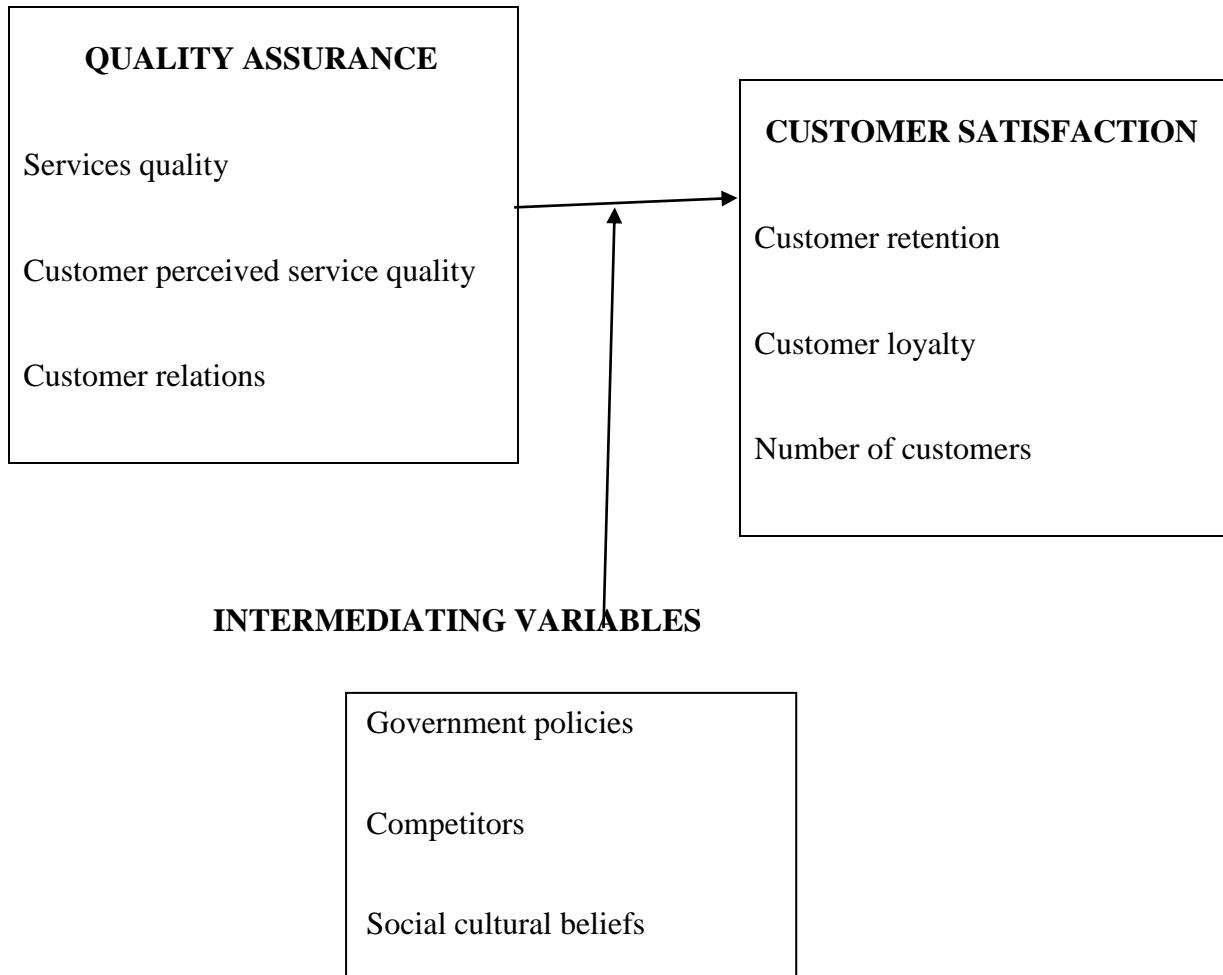 QUALITY ASSURANCE
Services quality
Customer perceived service quality
Customer relations
CUSTOMER SATISFACTION
Customer retention
Customer loyalty
Number of customers
INTERMEDIATING VARIABLES
Government policies
Competitors
Social cultural beliefs